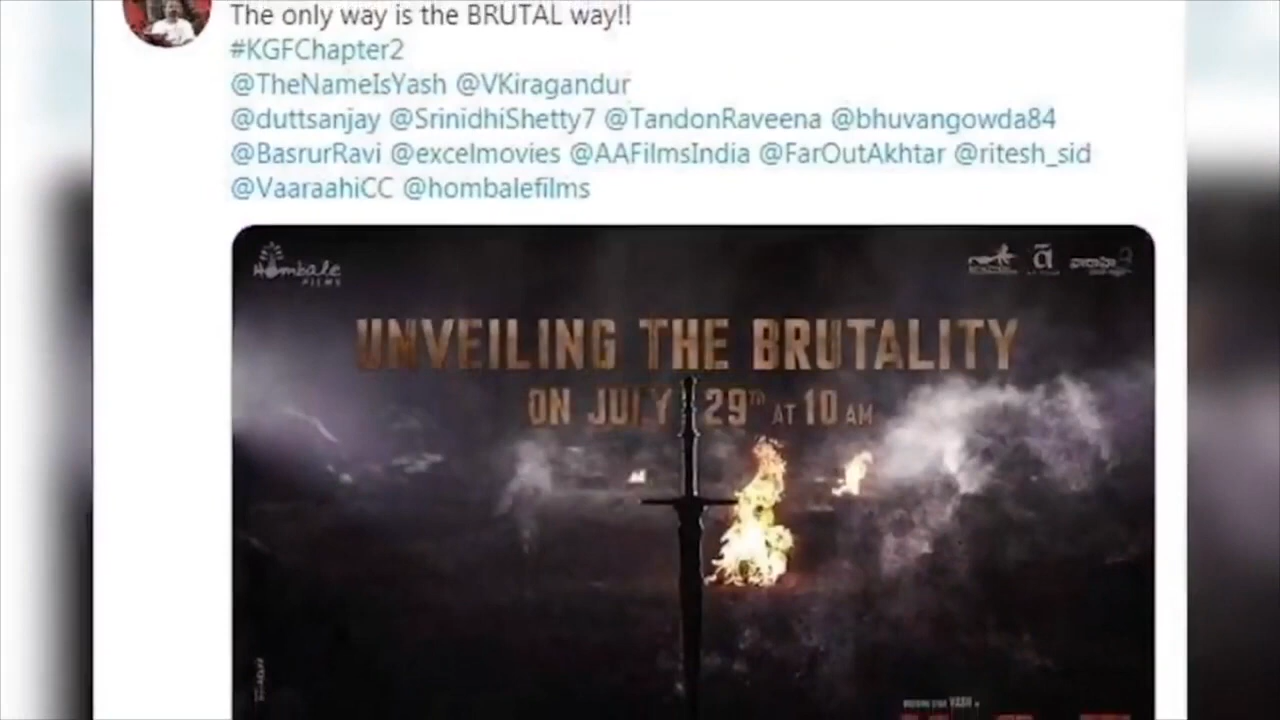 The only way is the BRUTAL way!!
#KGFChapter2
@TheNameIsYash @VKiragandur
@duttsanjay @SrinidhiShetty7 @TandonRaveena @bhuvangowda84
@BasrurRavi @excelmovies @AAFilmsIndia @FarOutAkhtar @ritesh_sid
@VaaraahiCC @hombalefilms
Hombale
FILMS
వారాహి
UNVEILING THE BRUTALITY
ON JULY 29TH AT 10 AM
YASH